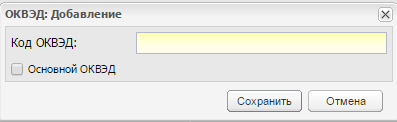 ОКВЭД: Добавление
Код ОКВЭД:
Основной ОКВЭД
Сохранить Отмена